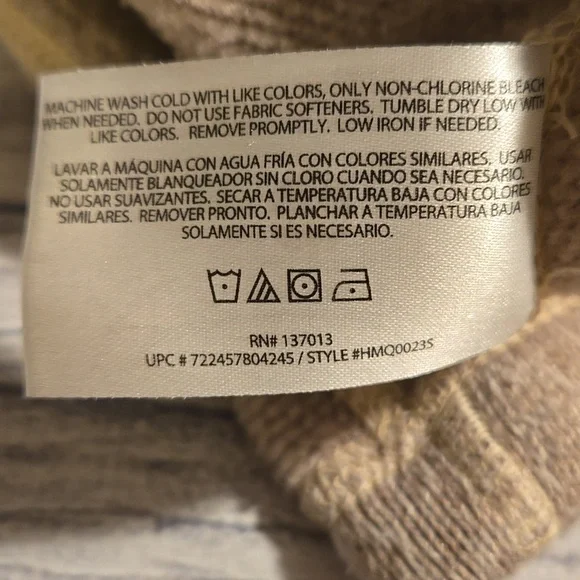 MACHINE WASH COLD WITH LIKE COLORS, ONLY NON-CHLORINE BLEACH
WHEN NEEDED. DO NOT USE FABRIC SOFTENERS. TUMBLE DRY LOW WITH
LIKE COLORS. REMOVE PROMPTLY. LOW IRON IF NEEDED.
LAVAR A MÁQUINA CON AGUA FRÍA CON COLORES SIMILARES. USAR
SOLAMENTE BLANQUEADOR SIN CLORO CUANDO SEA NECESARIO.
NO USAR SUAVIZANTES. SECAR A TEMPERATURA BAJA CON COLORES
SIMILARES. REMOVER PRONTO. PLANCHAR A TEMPERATURA BAJA
SOLAMENTE SI ES NECESARIO.
RN# 137013
UPC # 722457804245 / STYLE #HMQ0023S